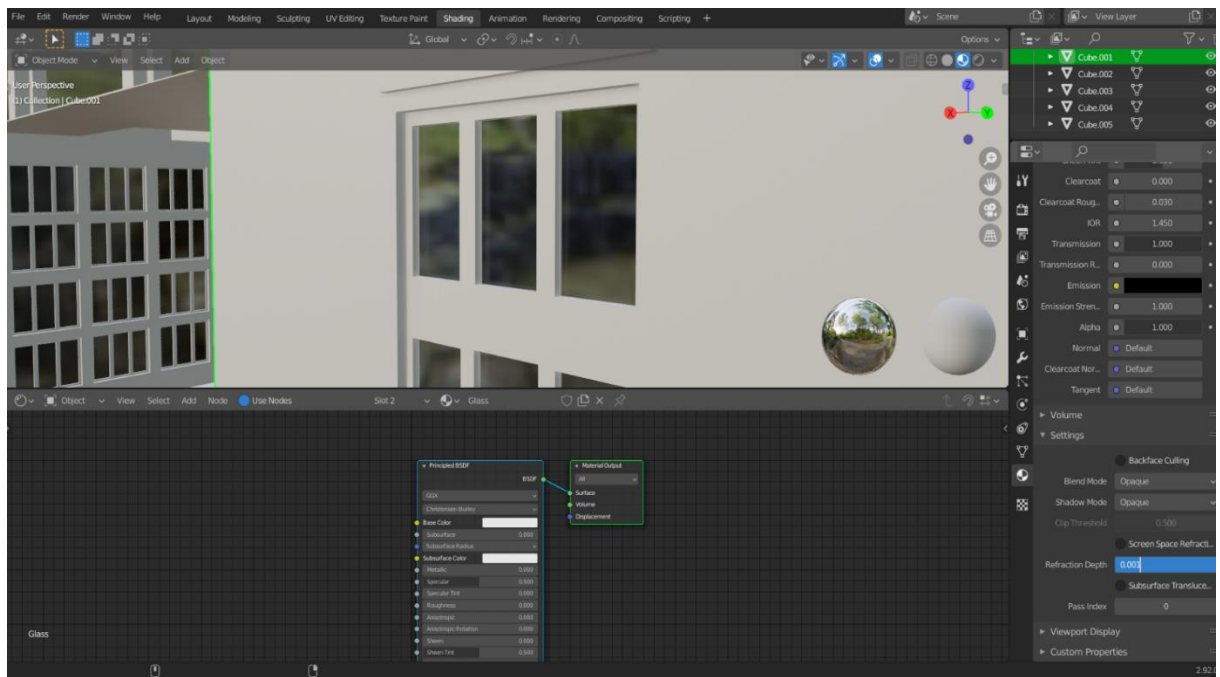 File Edit Render Window Help Layout Modeling Sculpting UV Editing Texture Paint Shading Animation Rendering Compositing Scripting + Scene View Layer
Global Options
Object Mode View Select Add Object
User Perspective
(1) Collection | Cube.001
Z
X
Y
Cube.001
Cube.002
Cube.003
Cube.004
Cube.005
Clearcoat 0.000
Clearcoat Roug.. 0.030
IOR 1.450
Transmission 1.000
Transmission R... 0.000
Emission
Emission Stren.. 1.000
Alpha 1.000
Normal Default
Clearcoat Nor... Default
Tangent Default
Volume
Settings
Backface Culling
Blend Mode Opaque
Shadow Mode Opaque
Clip Threshold 0.500
Screen Space Refracti...
Refraction Depth 0.001
Subsurface Transluce...
Pass Index 0
Viewport Display
Custom Properties
Object View Select Add Node Use Nodes Slot 2 Glass
Principled BSDF
BSDF
GGX
Christensen-Burley
Base Color
Subsurface 0.000
Subsurface Radius
Subsurface Color
Metallic 0.000
Specular 0.500
Specular Tint 0.000
Roughness 0.000
Anisotropic 0.000
Anisotropic Rotation 0.000
Sheen 0.000
Sheen Tint 0.500
Material Output
All
Surface
Volume
Displacement
Glass
2.92.0